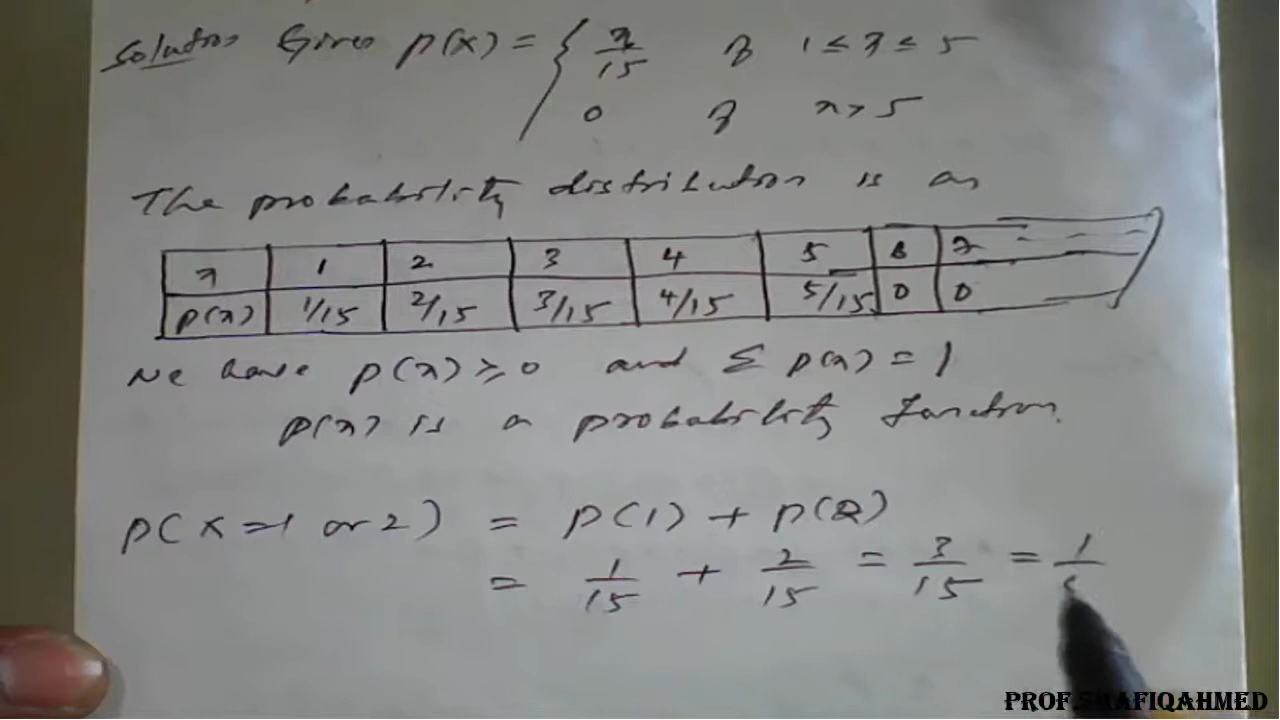 Solution Given p(x) = { x/15 if 1 ≤ x ≤ 5
0 if x > 5
The probability distribution is as
x 1 2 3 4 5 6 7 - - -
p(x) 1/15 2/15 3/15 4/15 5/15 0 0
We have p(x) ≥ 0 and Σ p(x) = 1
p(x) is a probability function.
p(X = 1 or 2) = p(1) + p(2)
= 1/15 + 2/15 = 3/15 = 1/
PROF.SHAFIQAHMED